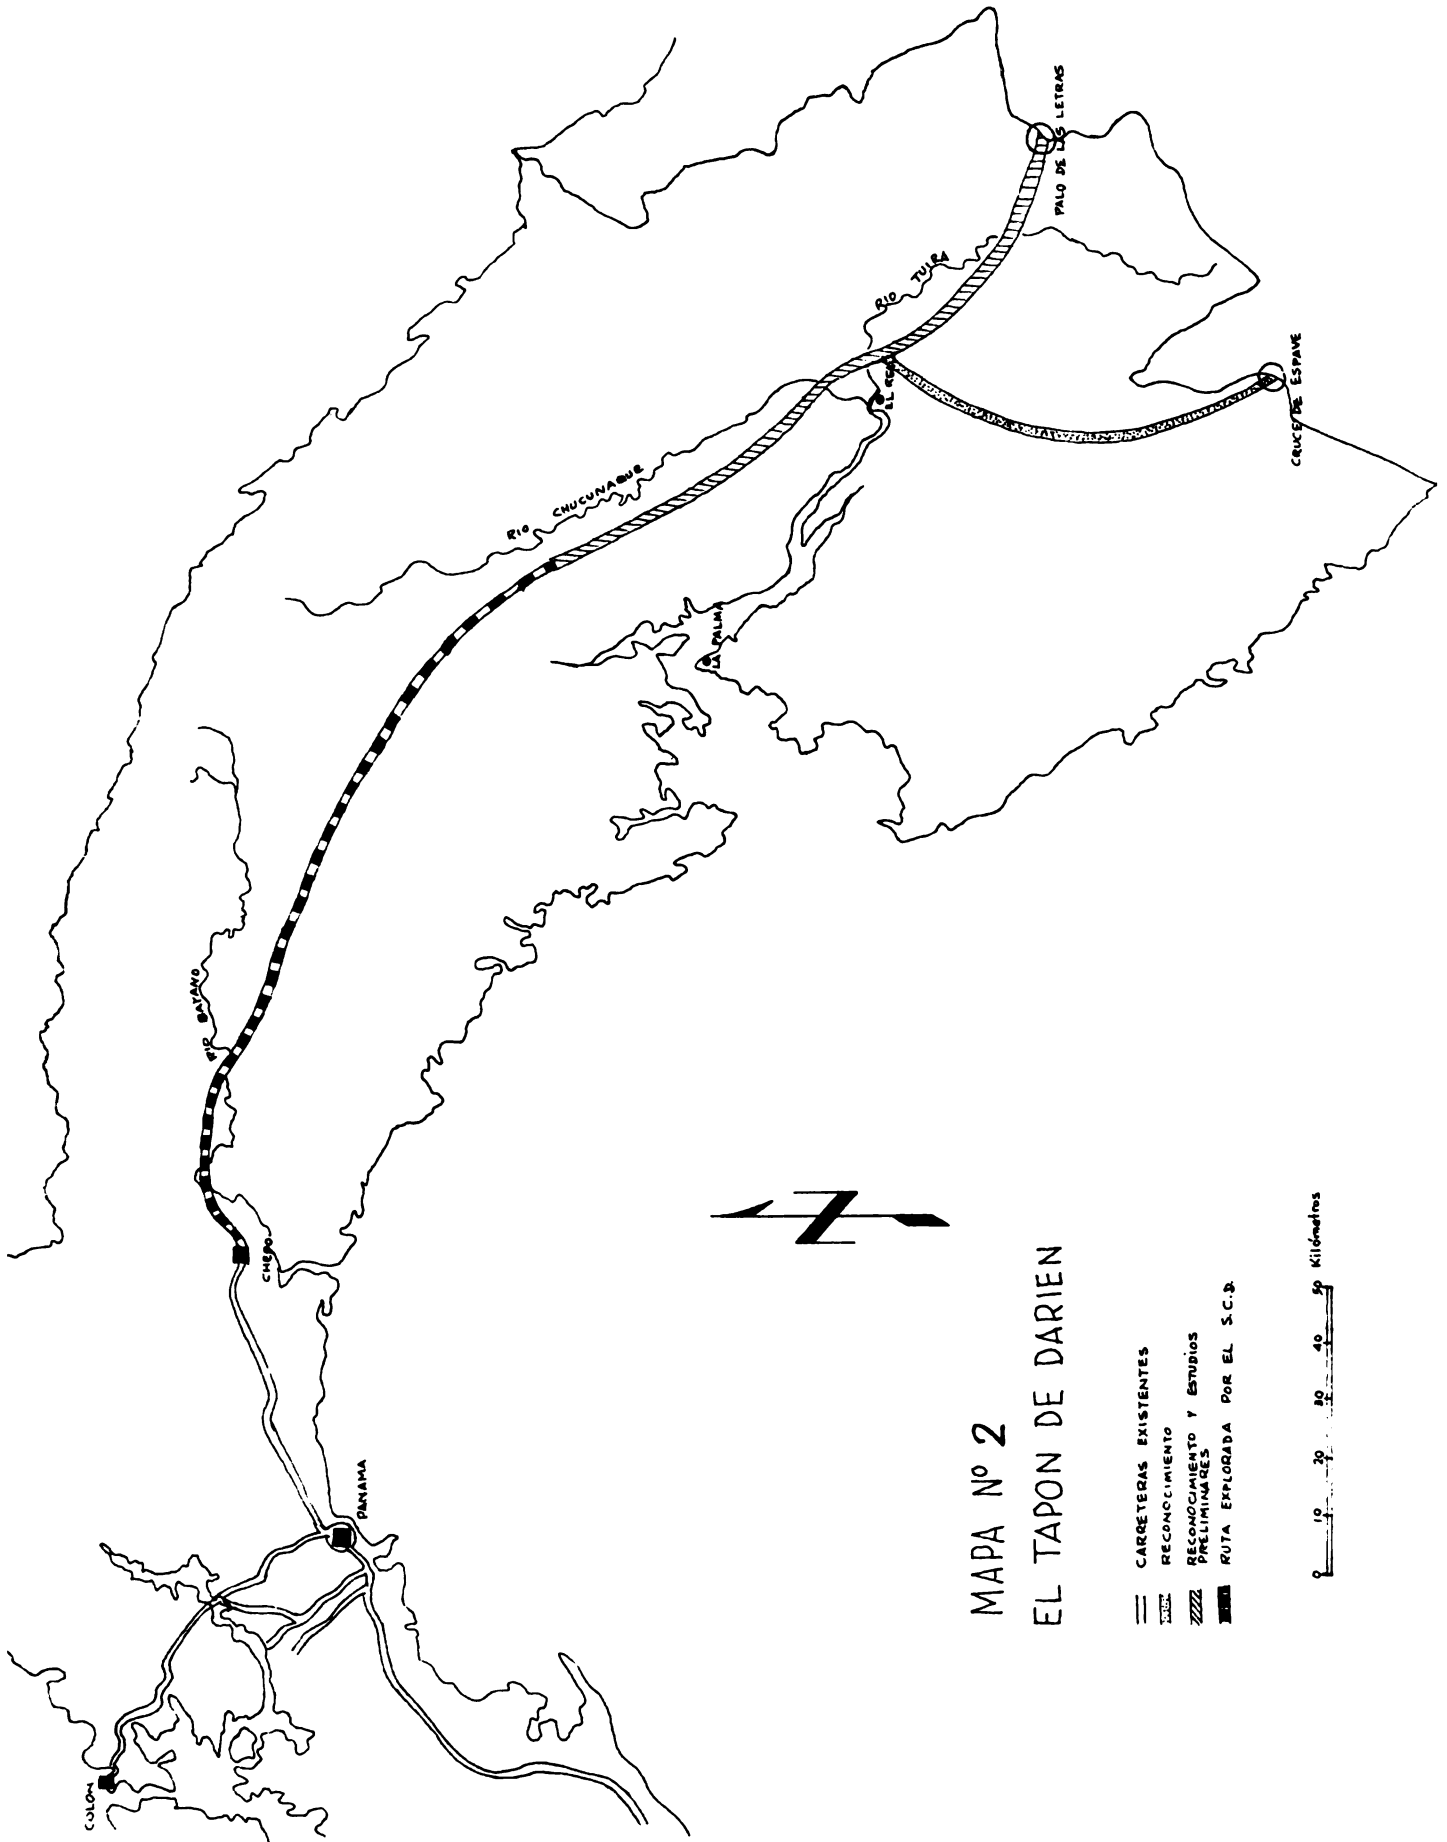 COLON
PANAMA
CHEPO
RIO BAYANO
RIO CHUCUNAQUE
LA PALMA
EL REAL
RIO TUIRA
PALO DE LAS LETRAS
CRUCE DE ESPAVE
N
MAPA Nº 2
EL TAPON DE DARIEN
CARRETERAS EXISTENTES
RECONOCIMIENTO
RECONOCIMIENTO Y ESTUDIOS
PRELIMINARES
RUTA EXPLORADA POR EL S.C.D.
0 10 20 30 40 50 Kilómetros